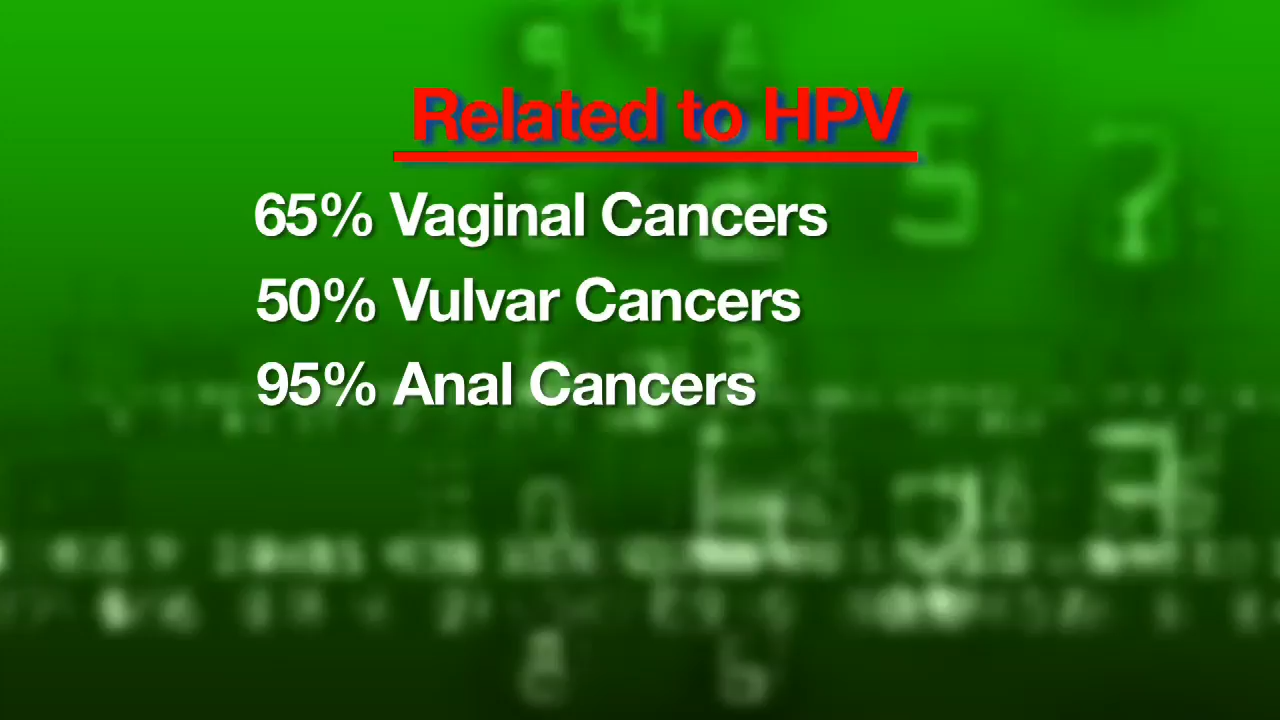 Related to HPV
65% Vaginal Cancers
50% Vulvar Cancers
95% Anal Cancers